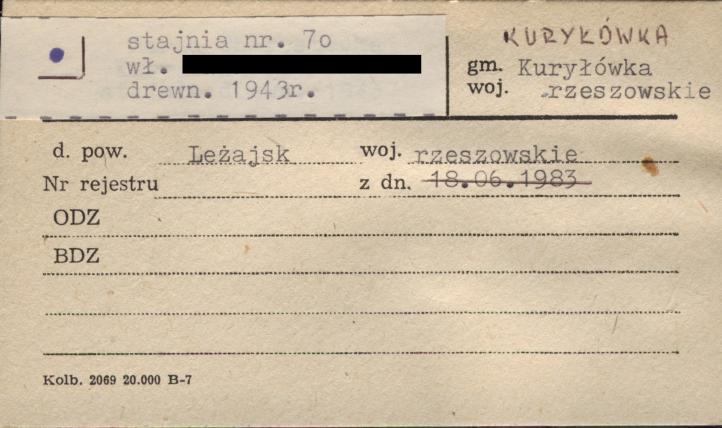 stajnia nr. 7o
wł.
drewn. 1943r.
KURYŁÓWKA
gm. Kuryłówka
woj. rzeszowskie
d. pow. Leżajsk woj. rzeszowskie
Nr rejestru z dn. 18.06.1983
ODZ
BDZ
Kolb. 2069 20.000 B-7